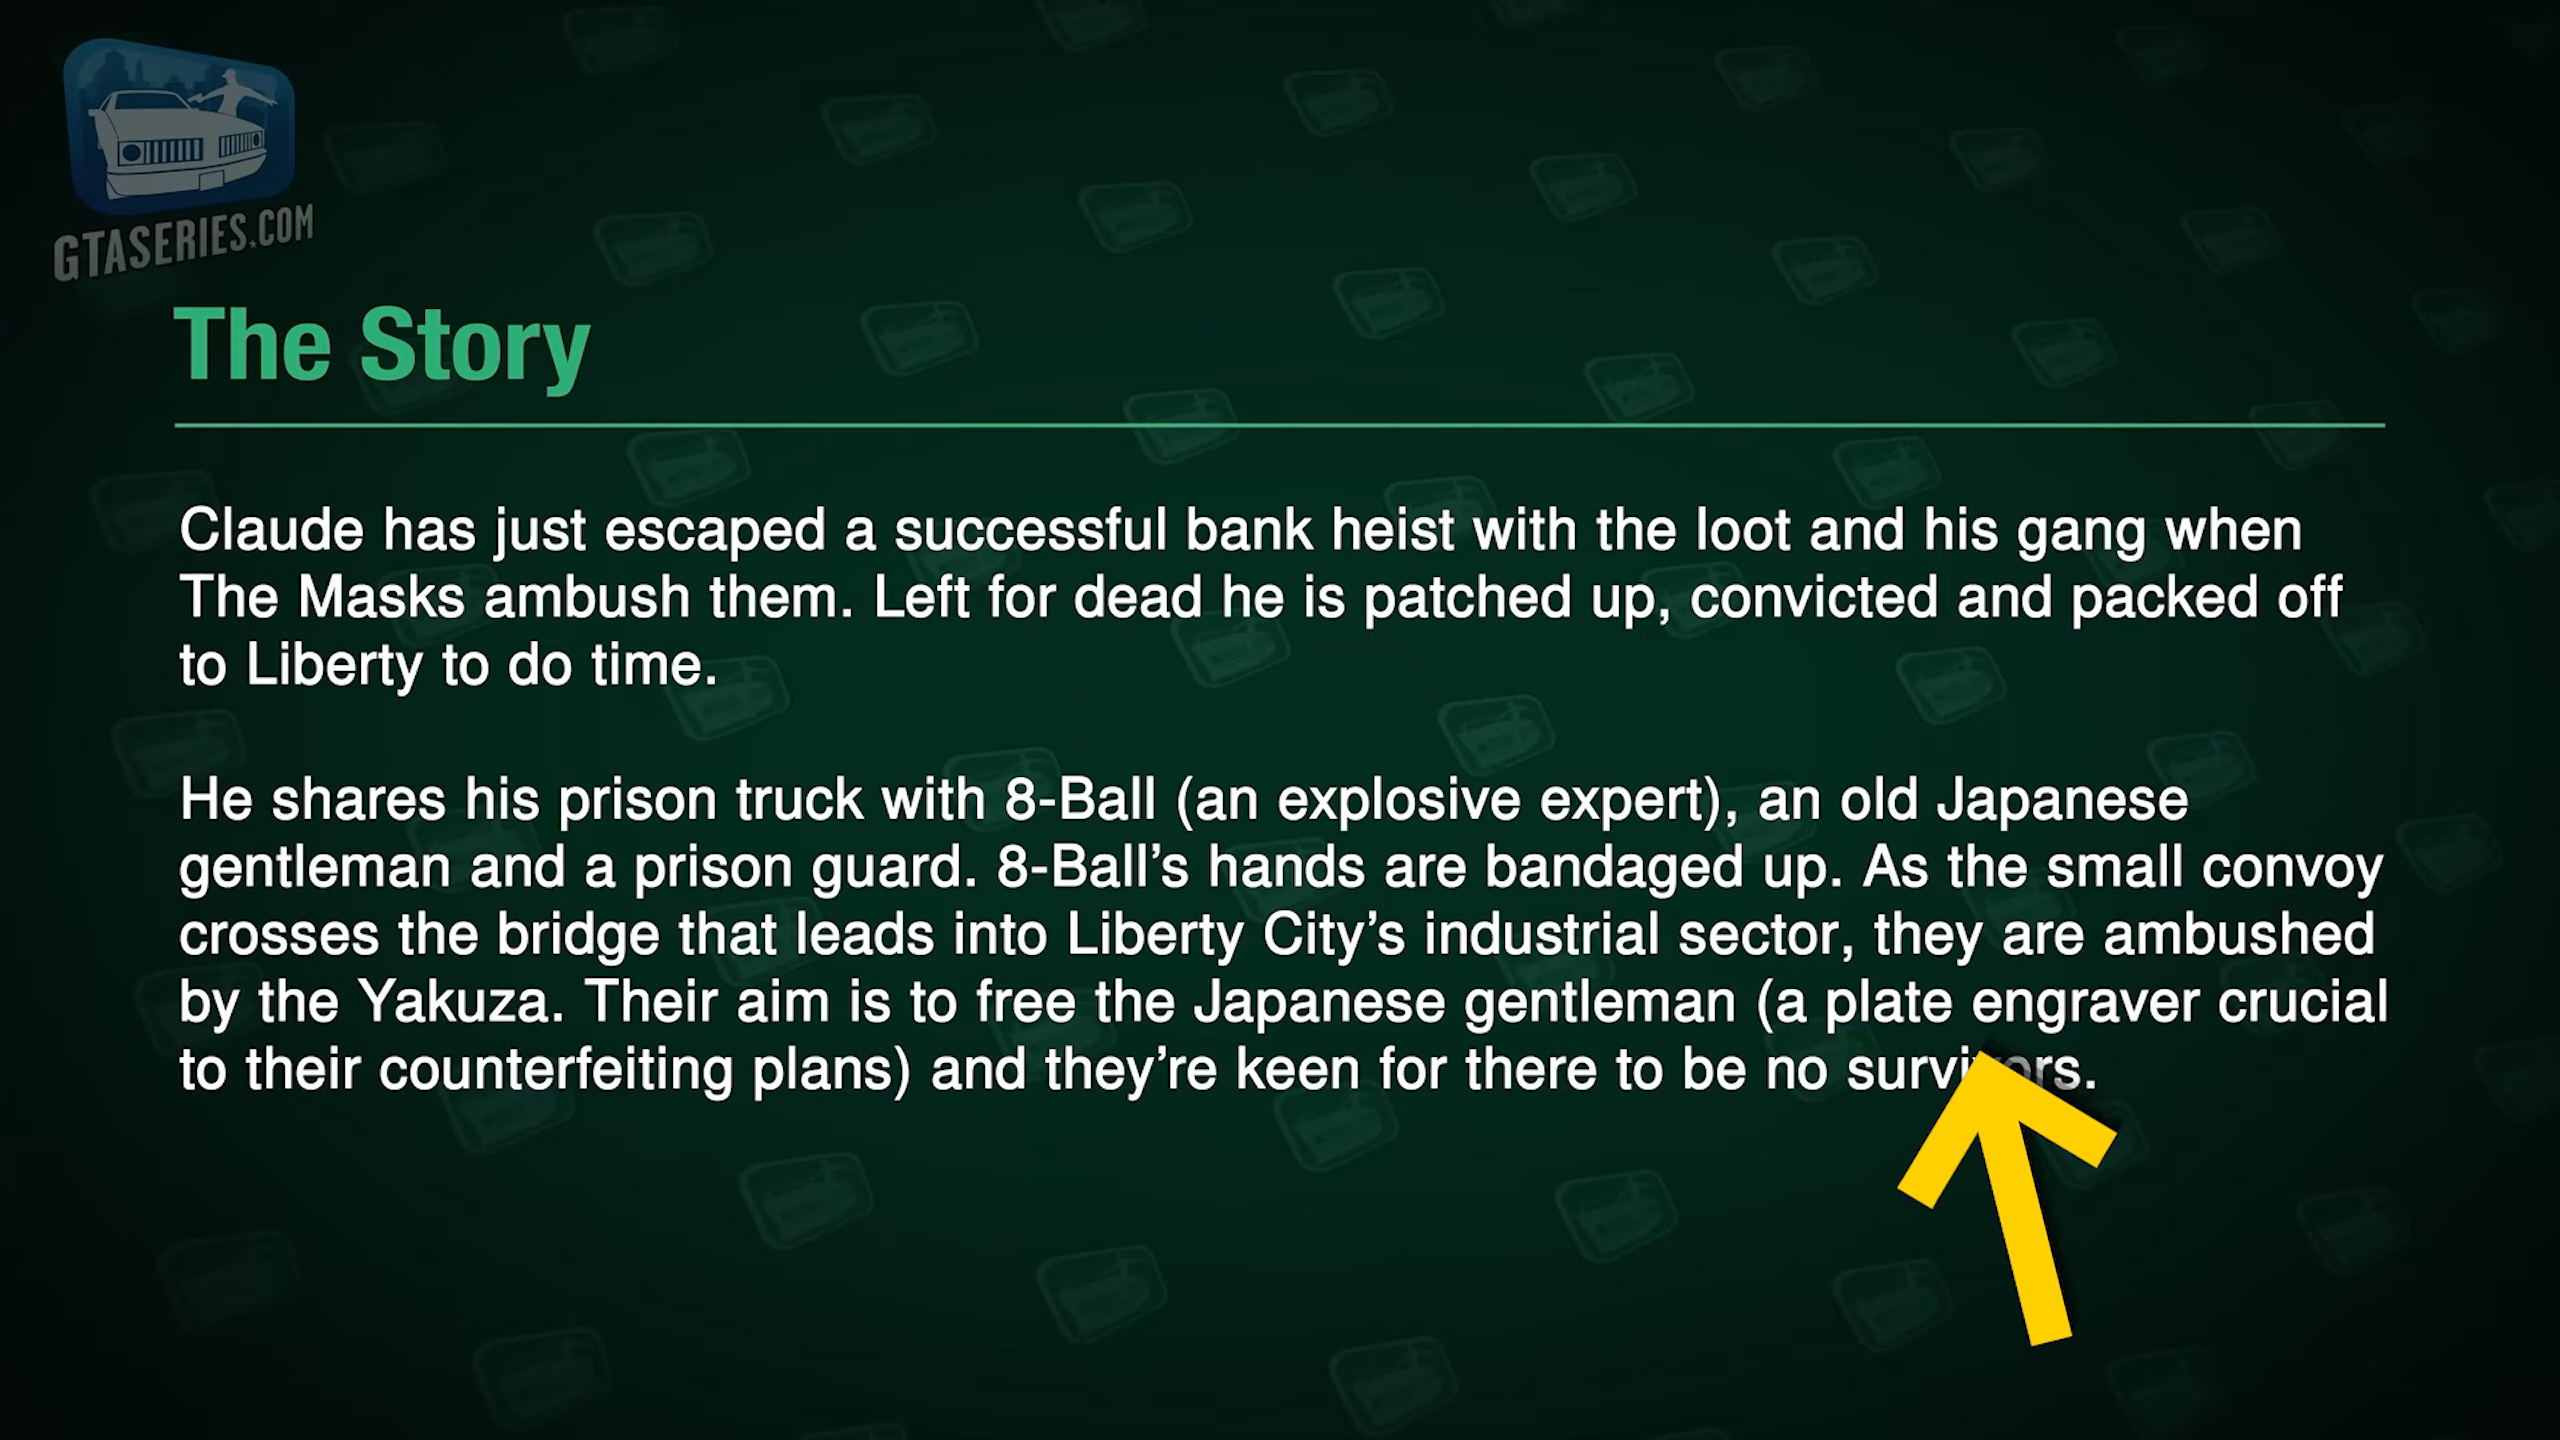 GTASERIES.COM
The Story
Claude has just escaped a successful bank heist with the loot and his gang when
The Masks ambush them. Left for dead he is patched up, convicted and packed off
to Liberty to do time.
He shares his prison truck with 8-Ball (an explosive expert), an old Japanese
gentleman and a prison guard. 8-Ball’s hands are bandaged up. As the small convoy
crosses the bridge that leads into Liberty City’s industrial sector, they are ambushed
by the Yakuza. Their aim is to free the Japanese gentleman (a plate engraver crucial
to their counterfeiting plans) and they’re keen for there to be no survivors.